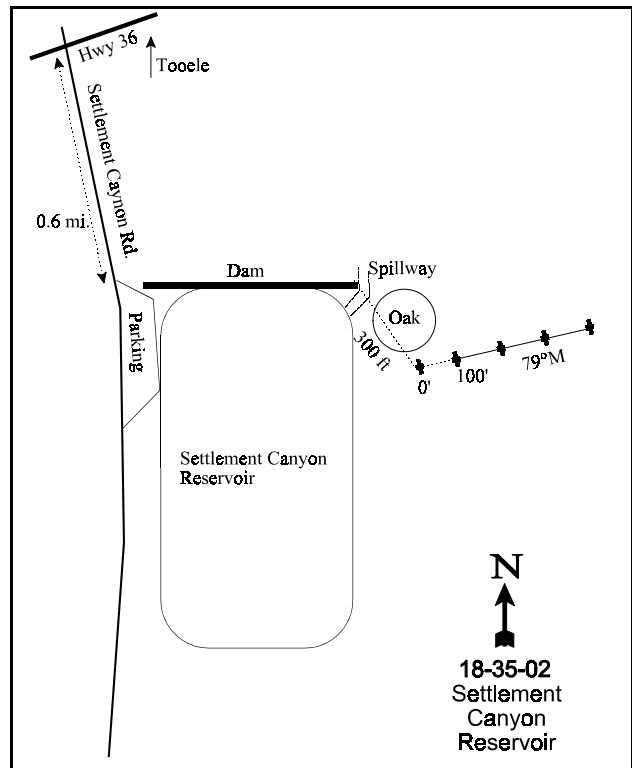 Hwy 36
Tooele
Settlement Caynon Rd.
0.6 mi.
Dam
Spillway
Oak
Parking
300 ft
0'
100'
79°M
Settlement Canyon
Reservoir
N
18-35-02
Settlement
Canyon
Reservoir